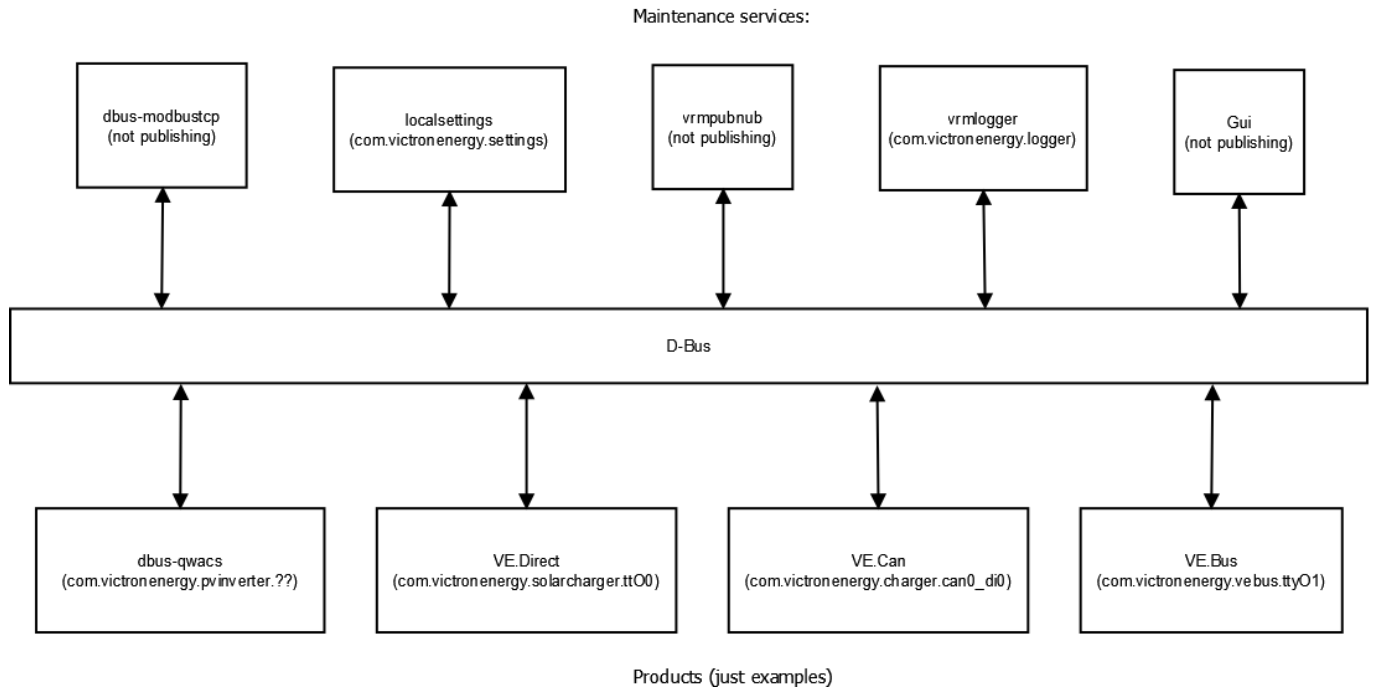 Maintenance services:
dbus-modbustcp
(not publishing)
localsettings
(com.victronenergy.settings)
vrmpubnub
(not publishing)
vrmlogger
(com.victronenergy.logger)
Gui
(not publishing)
D-Bus
dbus-qwacs
(com.victronenergy.pvinverter.??)
VE.Direct
(com.victronenergy.solarcharger.ttO0)
VE.Can
(com.victronenergy.charger.can0_di0)
VE.Bus
(com.victronenergy.vebus.ttyO1)
Products (just examples)